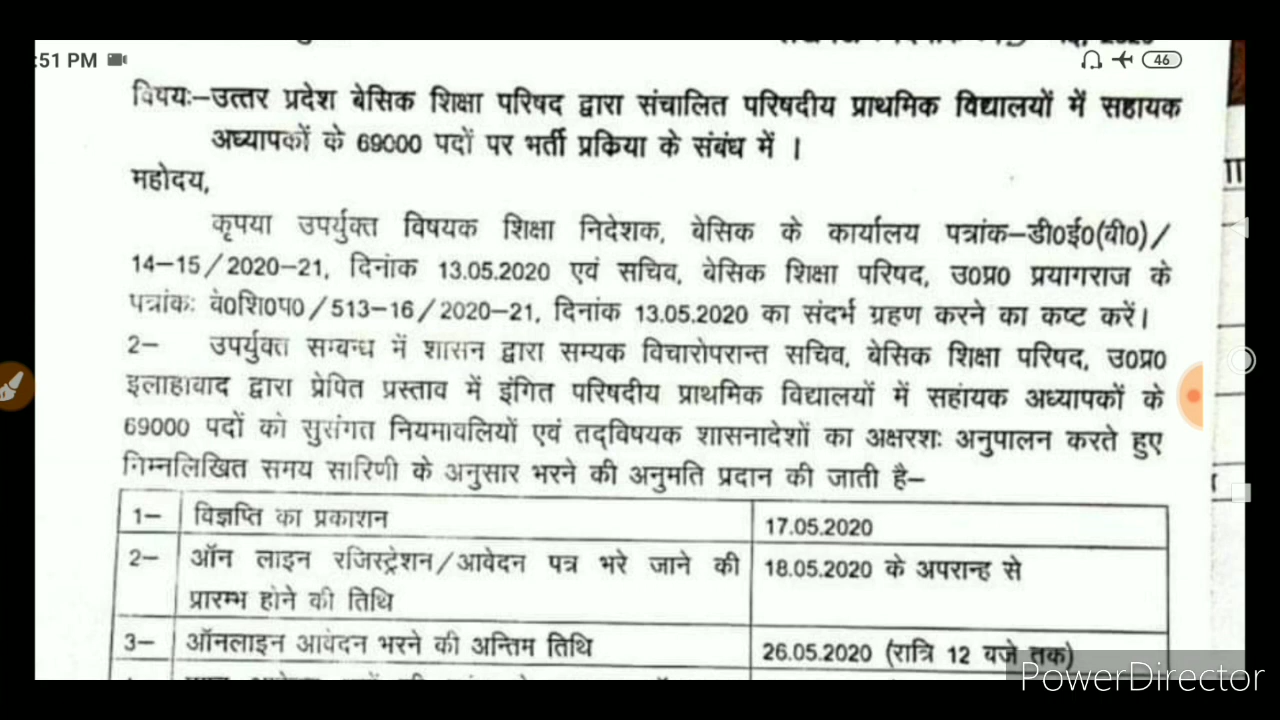 :51 PM
46
विषयः-उत्तर प्रदेश बेसिक शिक्षा परिषद द्वारा संचालित परिषदीय प्राथमिक विद्यालयों में सहायक
अध्यापकों के 69000 पदों पर भर्ती प्रकिया के संबंध में ।
महोदय,
कृपया उपर्युक्त विषयक शिक्षा निदेशक, बेसिक के कार्यालय पत्रांक-डी0ई0(वी0)/
14-15/2020-21, दिनांक 13.05.2020 एवं सचिव, बेसिक शिक्षा परिषद, उ0प्र0 प्रयागराज के
पत्रांकः वे0शि0प0/513-16/2020-21, दिनांक 13.05.2020 का संदर्भ ग्रहण करने का कष्ट करें।
2- उपर्युक्त सम्बन्ध में शासन द्वारा सम्यक विचारोपरान्त सचिव, बेसिक शिक्षा परिषद, उ0प्र0
इलाहावाद द्वारा प्रेपित प्रस्ताव में इंगित परिषदीय प्राथमिक विद्यालयों में सहांयक अध्यापकों के
69000 पदों को सुसंगत नियमावलियों एवं तद्विषयक शासनादेशों का अक्षरशः अनुपालन करते हुए
निम्नलिखित समय सारिणी के अनुसार भरने की अनुमति प्रदान की जाती है-
1- विज्ञप्ति का प्रकाशन 17.05.2020
2- ऑन लाइन रजिस्ट्रेशन/आवेदन पत्र भरे जाने की 18.05.2020 के अपरान्ह से
प्रारम्भ होने की तिथि
3- ऑनलाइन आवेदन भरने की अन्तिम तिथि 26.05.2020 (रात्रि 12 वजे तक)
PowerDirector